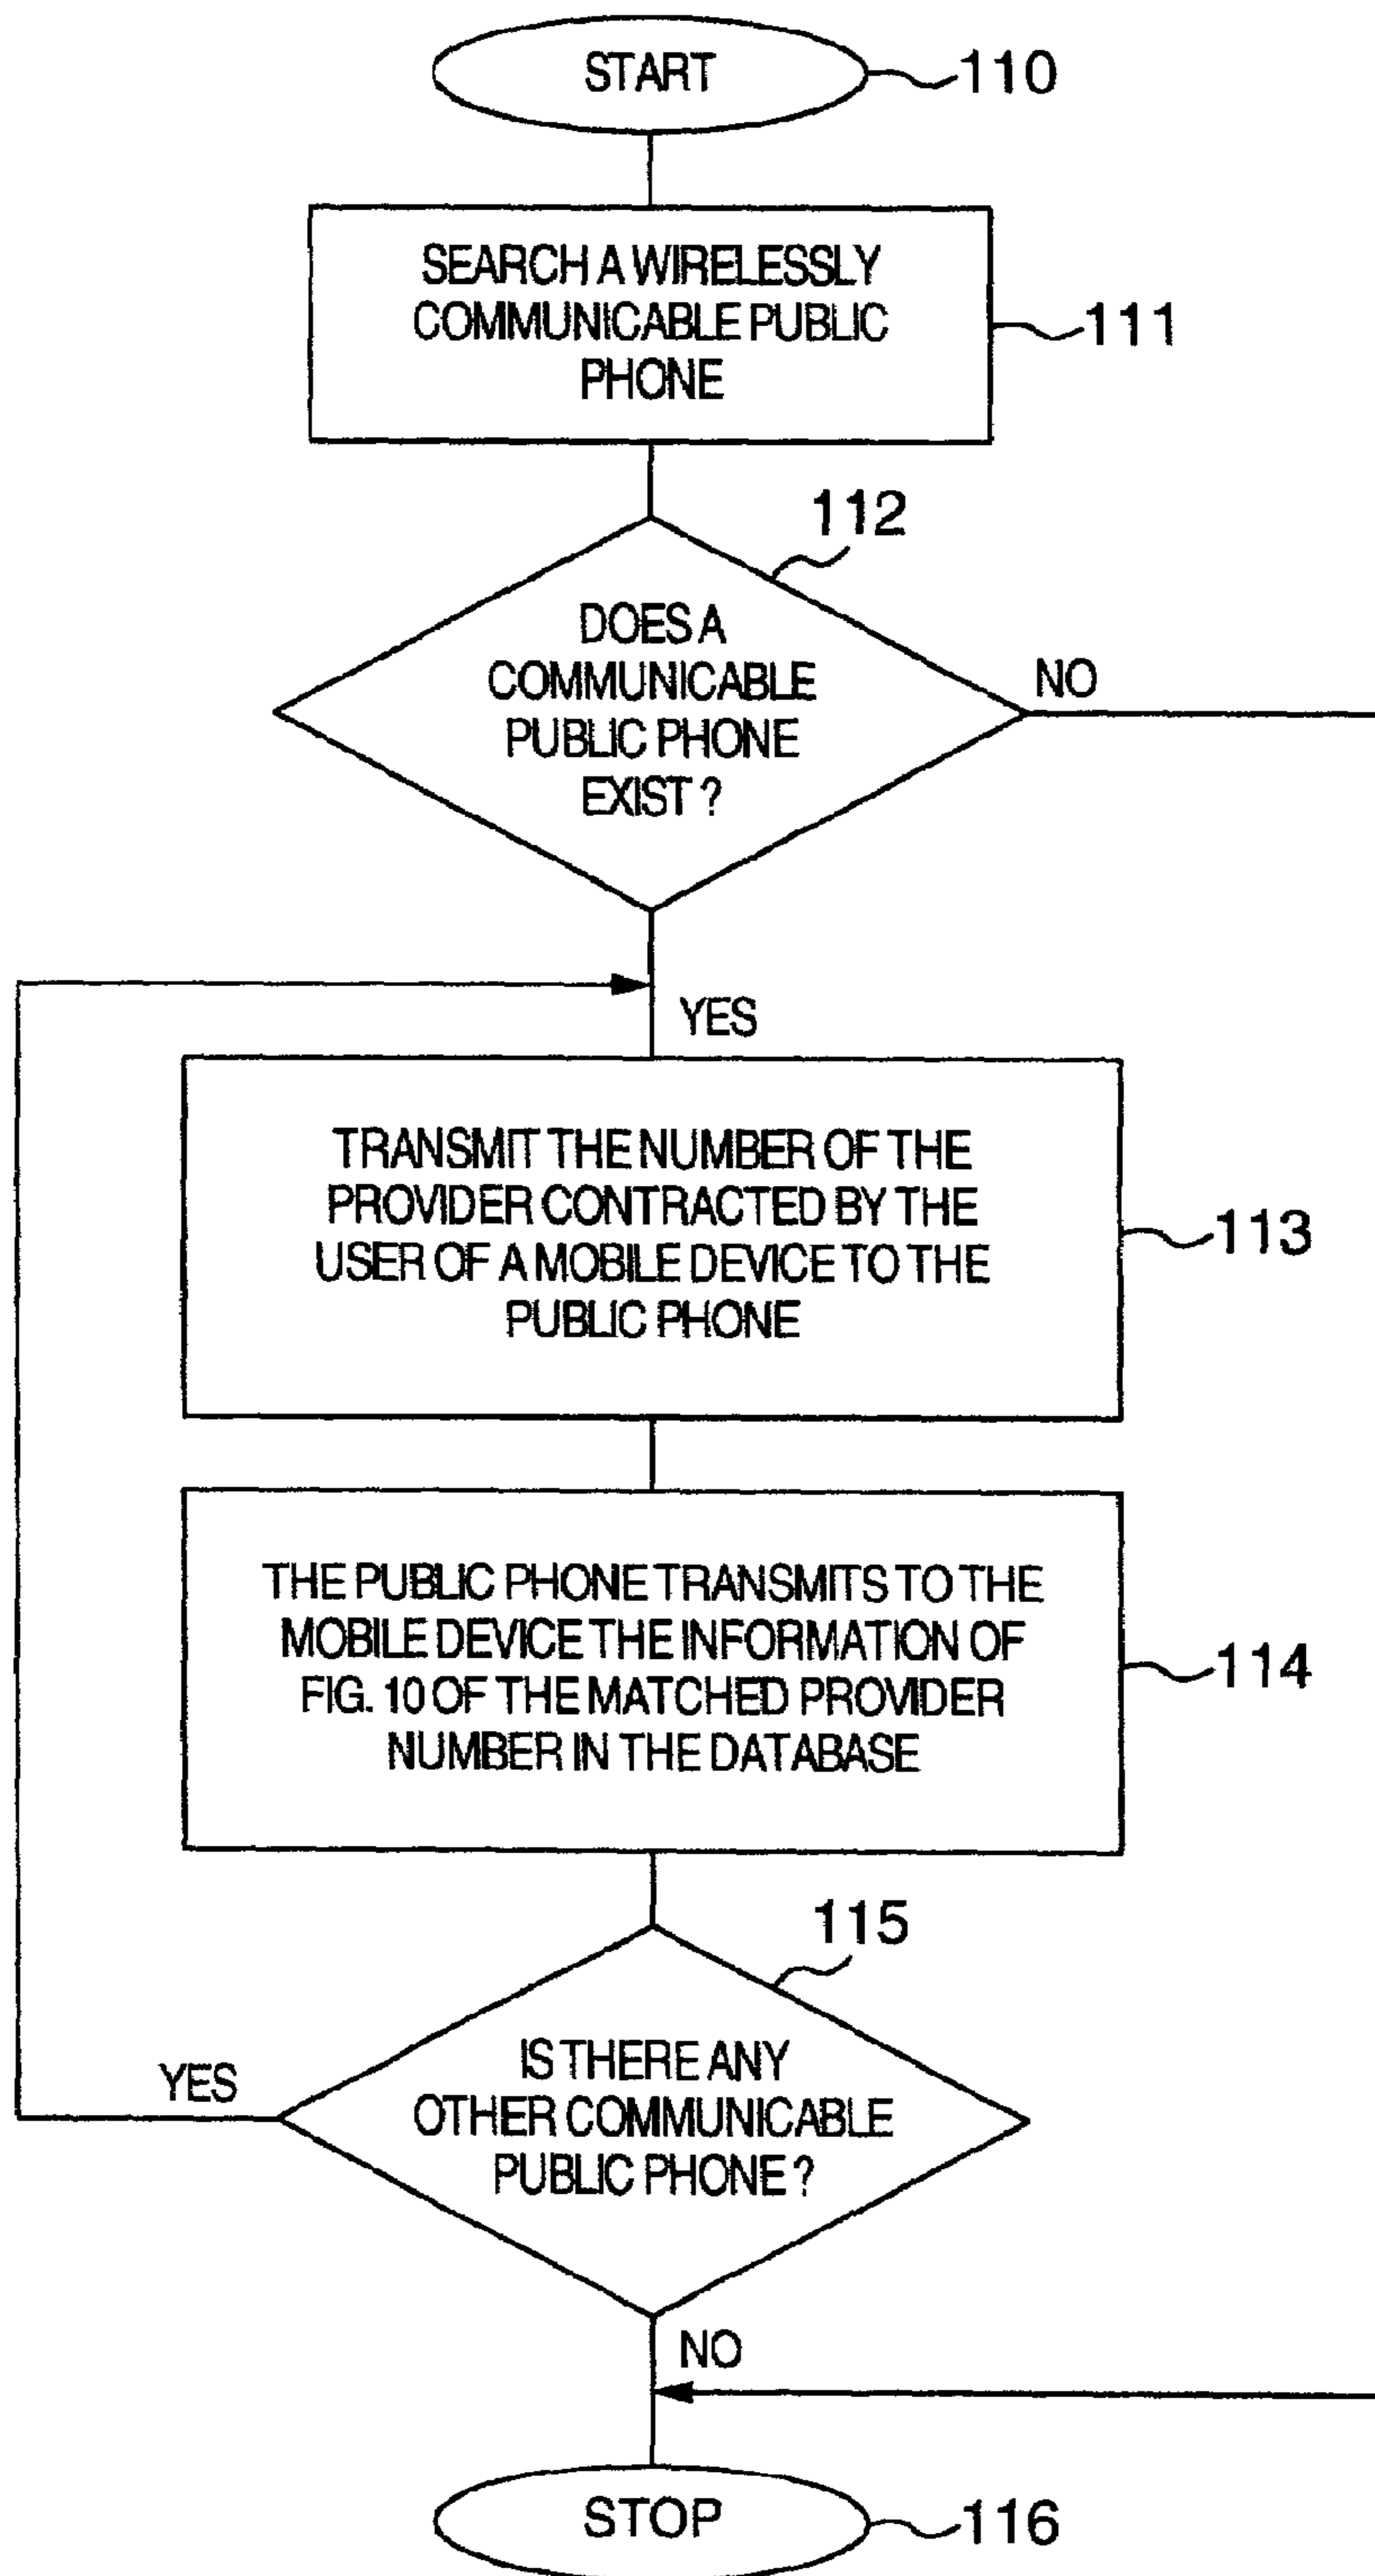 START
110
SEARCH A WIRELESSLY
COMMUNICABLE PUBLIC
PHONE
111
112
DOES A
COMMUNICABLE
PUBLIC PHONE
EXIST ?
NO
YES
TRANSMIT THE NUMBER OF THE
PROVIDER CONTRACTED BY THE
USER OF A MOBILE DEVICE TO THE
PUBLIC PHONE
113
THE PUBLIC PHONE TRANSMITS TO THE
MOBILE DEVICE THE INFORMATION OF
FIG. 10 OF THE MATCHED PROVIDER
NUMBER IN THE DATABASE
114
115
IS THERE ANY
OTHER COMMUNICABLE
PUBLIC PHONE ?
YES
NO
STOP
116